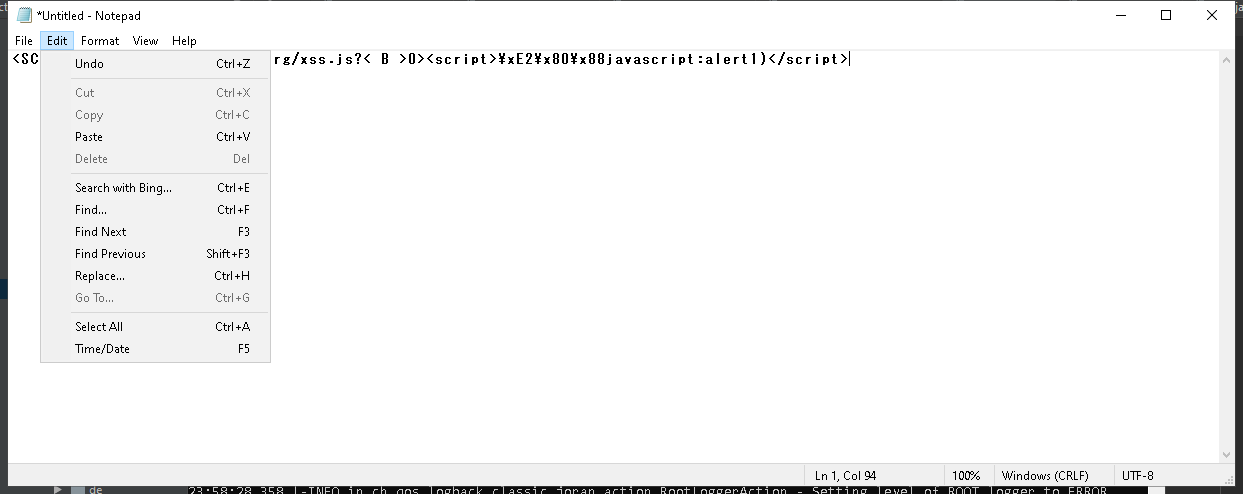 *Untitled - Notepad
File Edit Format View Help
<SC rg/xss.js?< B >0><script>¥xE2¥x80¥x88javascript:alert1)</script>
Undo Ctrl+Z
Cut Ctrl+X
Copy Ctrl+C
Paste Ctrl+V
Delete Del
Search with Bing... Ctrl+E
Find... Ctrl+F
Find Next F3
Find Previous Shift+F3
Replace... Ctrl+H
Go To... Ctrl+G
Select All Ctrl+A
Time/Date F5
Ln 1, Col 94 100% Windows (CRLF) UTF-8
de 23:58:28,358 |-INFO in ch.qos.logback.classic.joran.action.RootLoggerAction - Setting level of ROOT logger to ERROR